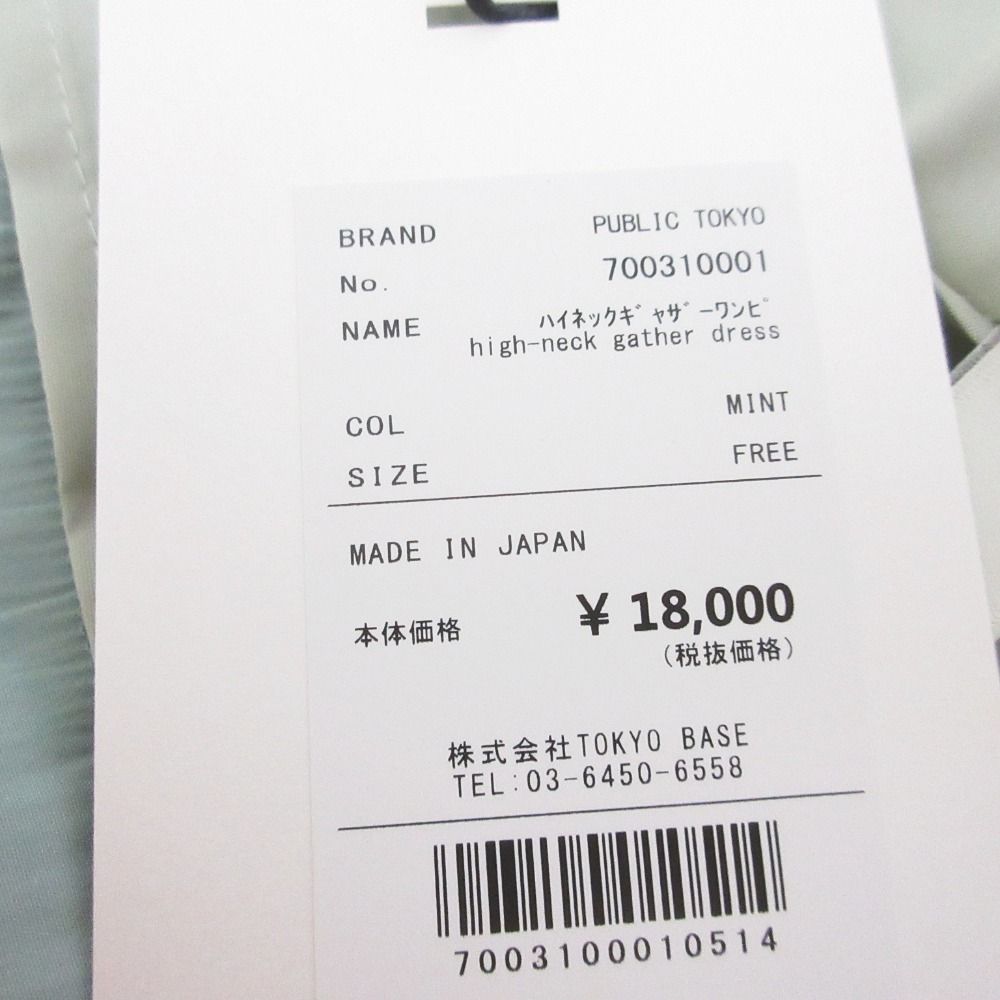 BRAND PUBLIC TOKYO
No. 700310001
NAME ﾊｲﾈｯｸｷﾞｬｻﾞｰﾜﾝﾋﾟ
high-neck gather dress
COL MINT
SIZE FREE
MADE IN JAPAN
本体価格 ¥ 18,000
(税抜価格)
株式会社TOKYO BASE
TEL:03-6450-6558
7003100010514